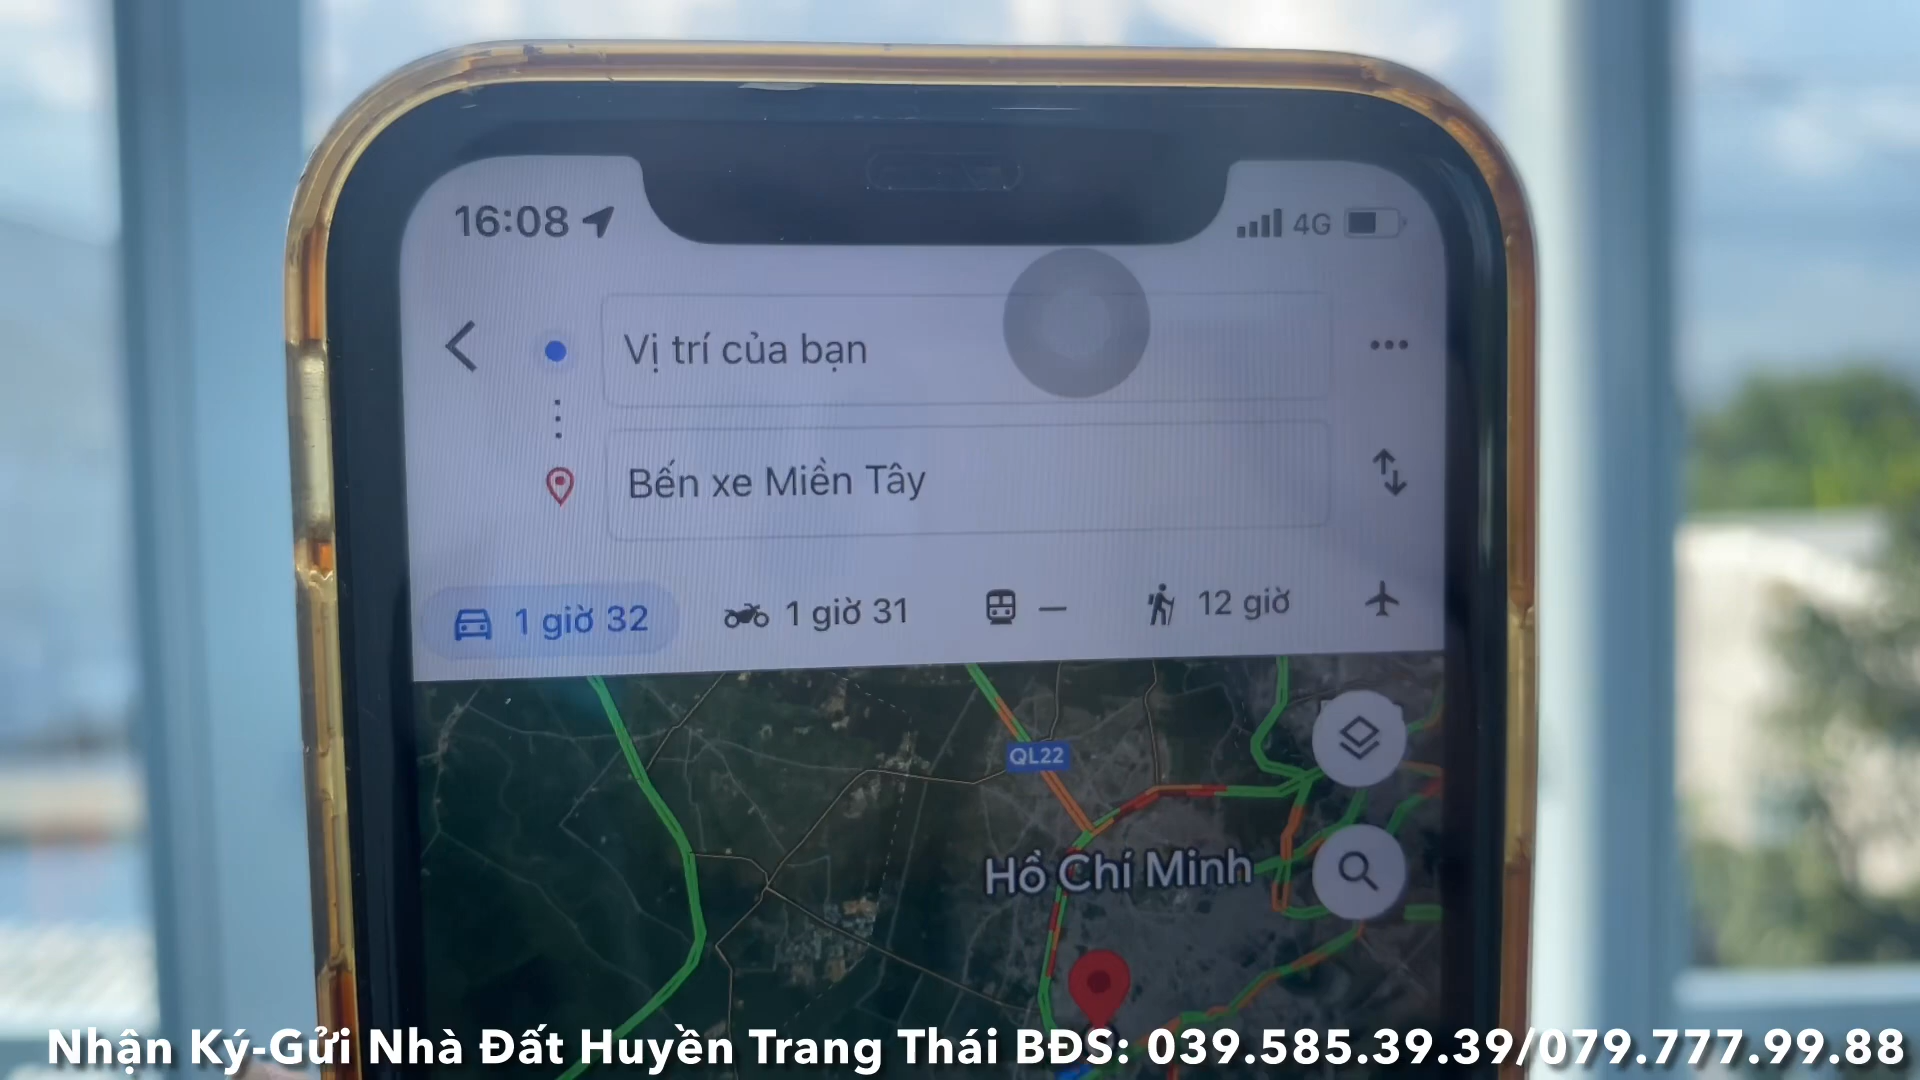 16:08
4G
Vị trí của bạn
Bến xe Miền Tây
1 giờ 32
1 giờ 31
—
12 giờ
QL22
Hồ Chí Minh
Nhận Ký-Gửi Nhà Đất Huyền Trang Thái BĐS: 039.585.39.39/079.777.99.88